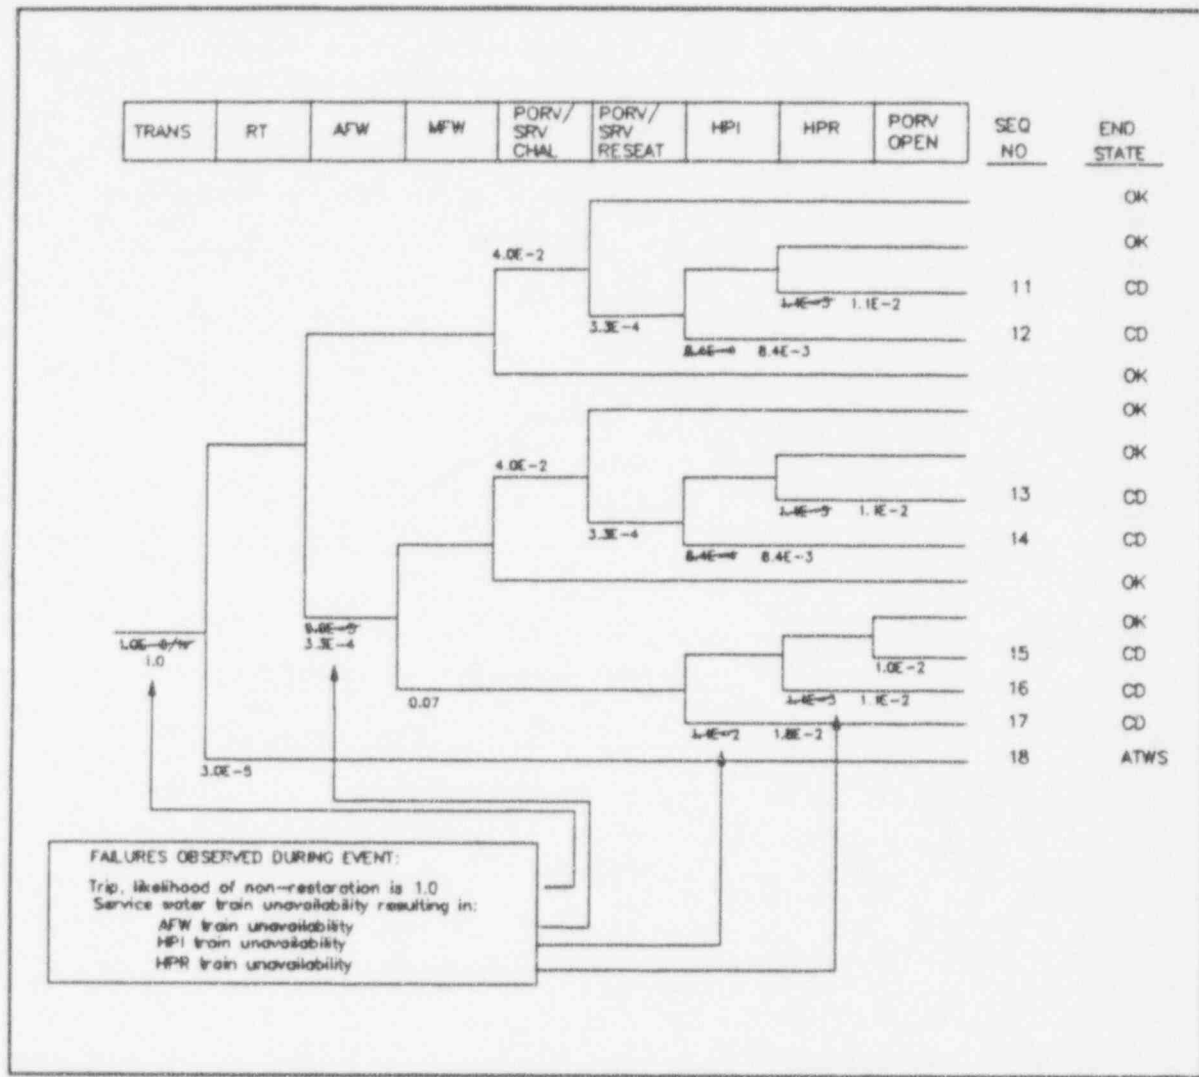 TRANS RT AFW MFW PORV/ SRV CHAL PORV/ SRV RESEAT HPI HPR PORV OPEN SEQ NO END STATE
OK
OK
4.0E-2
11 CD
1.1E-2
3.3E-4
12 CD
8.4E-3
OK
OK
OK
4.0E-2
13 CD
1.1E-2
3.3E-4
14 CD
8.4E-3
OK
OK
3.3E-4
1.0
15 CD
1.0E-2
16 CD
0.07
1.1E-2
17 CD
1.8E-2
18 ATWS
3.0E-5
FAILURES OBSERVED DURING EVENT:
Trip, likelihood of non-restoration is 1.0
Service water train unavailability resulting in:
AFW train unavailability
HPI train unavailability
HPR train unavailability